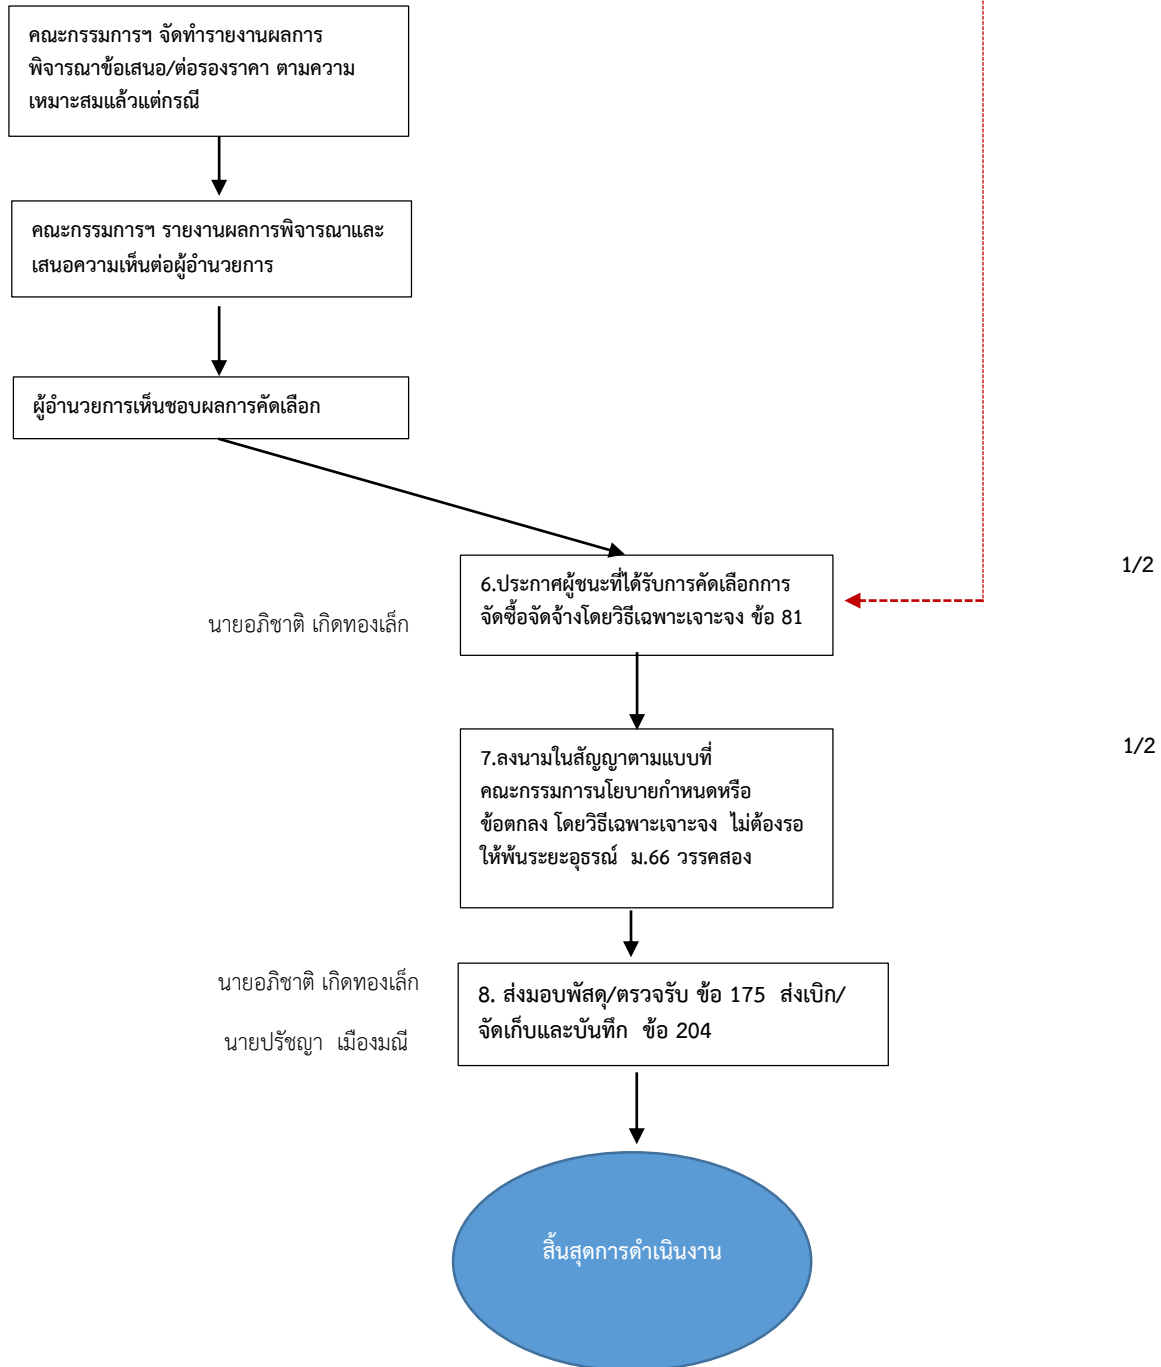 คณะกรรมการฯ จัดทำรายงานผลการ
พิจารณาข้อเสนอ/ต่อรองราคา ตามความ
เหมาะสมแล้วแต่กรณี
คณะกรรมการฯ รายงานผลการพิจารณาและ
เสนอความเห็นต่อผู้อำนวยการ
ผู้อำนวยการเห็นชอบผลการคัดเลือก
6.ประกาศผู้ชนะที่ได้รับการคัดเลือกการ
จัดซื้อจัดจ้างโดยวิธีเฉพาะเจาะจง ข้อ 81
1/2
นายอภิชาติ เกิดทองเล็ก
7.ลงนามในสัญญาตามแบบที่
คณะกรรมการนโยบายกำหนดหรือ
ข้อตกลง โดยวิธีเฉพาะเจาะจง ไม่ต้องรอ
ให้พ้นระยะอุธรณ์ ม.66 วรรคสอง
1/2
นายอภิชาติ เกิดทองเล็ก
นายปรัชญา เมืองมณี
8. ส่งมอบพัสดุ/ตรวจรับ ข้อ 175 ส่งเบิก/
จัดเก็บและบันทึก ข้อ 204
สิ้นสุดการดำเนินงาน